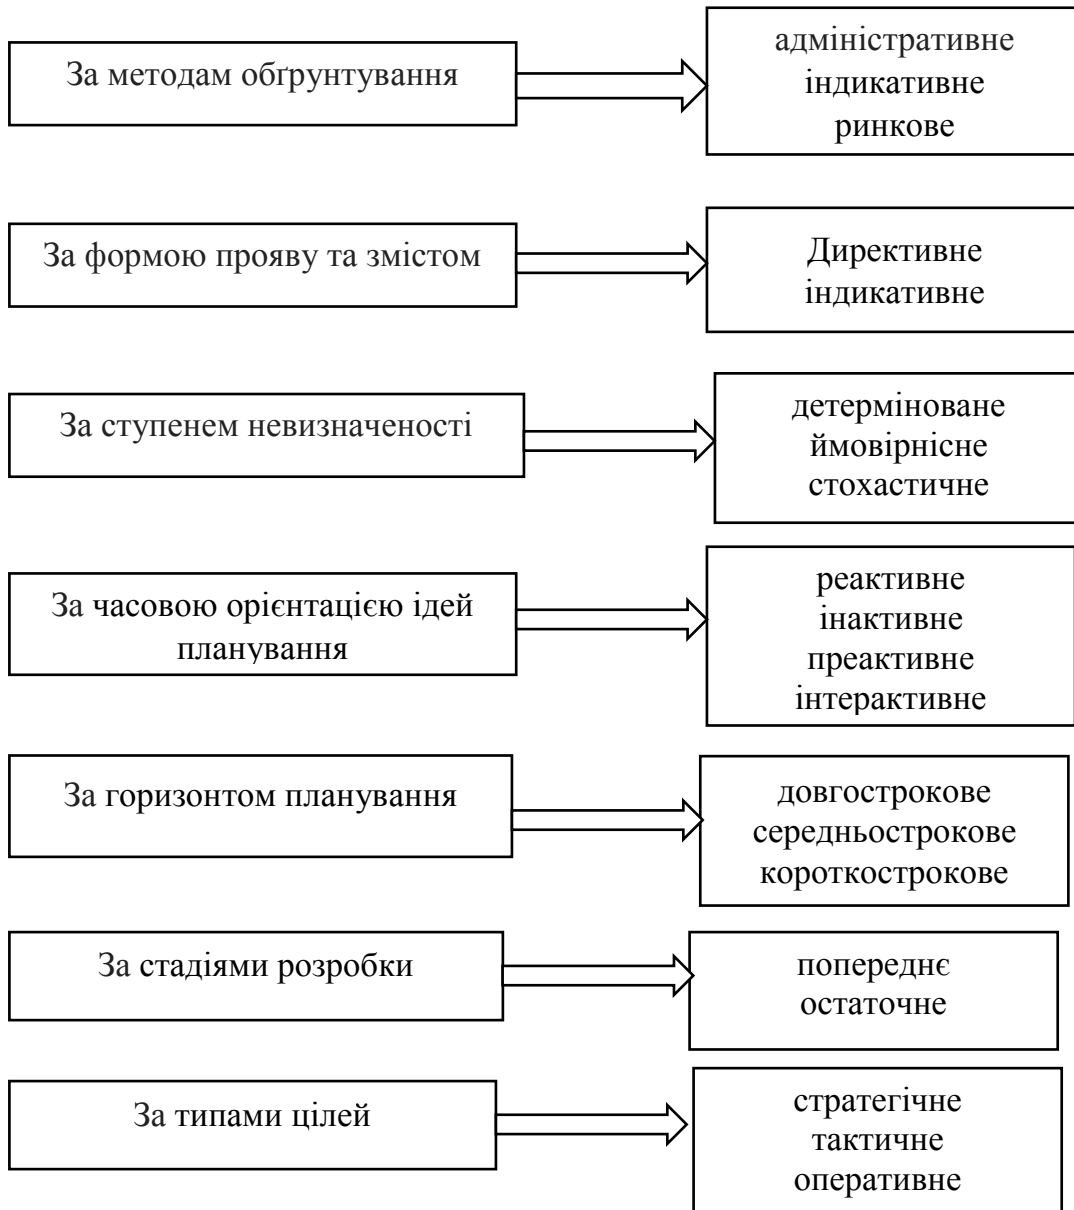 За методам обґрунтування
адміністративне
індикативне
ринкове
За формою прояву та змістом
Директивне
індикативне
За ступенем невизначеності
детерміноване
ймовірнісне
стохастичне
За часовою орієнтацією ідей
планування
реактивне
інактивне
преактивне
інтерактивне
За горизонтом планування
довгострокове
середньострокове
короткострокове
За стадіями розробки
попереднє
остаточне
За типами цілей
стратегічне
тактичне
оперативне